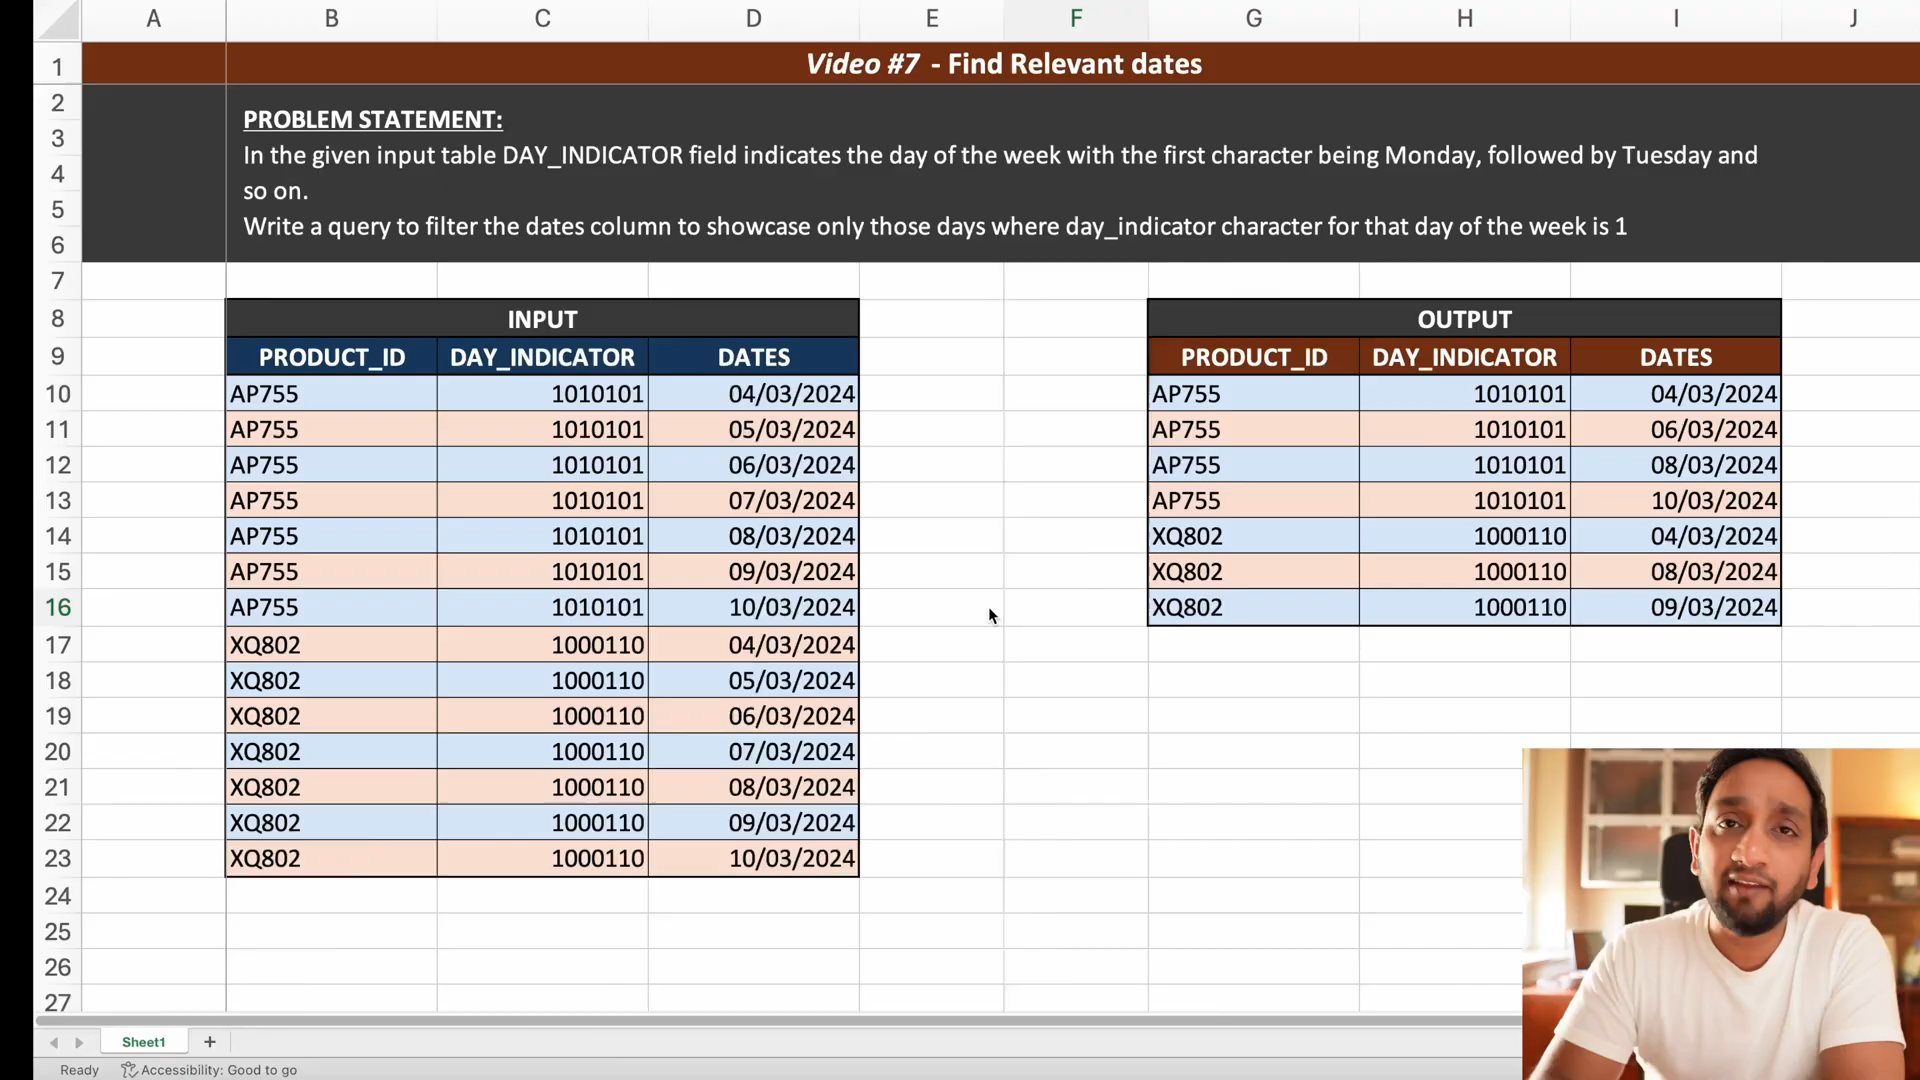 A B C D E F G H I J
1 Video #7 - Find Relevant dates
2 PROBLEM STATEMENT:
3 In the given input table DAY_INDICATOR field indicates the day of the week with the first character being Monday, followed by Tuesday and
4 so on.
5 Write a query to filter the dates column to showcase only those days where day_indicator character for that day of the week is 1
6
7
8 INPUT OUTPUT
9 PRODUCT_ID DAY_INDICATOR DATES PRODUCT_ID DAY_INDICATOR DATES
10 AP755 1010101 04/03/2024 AP755 1010101 04/03/2024
11 AP755 1010101 05/03/2024 AP755 1010101 06/03/2024
12 AP755 1010101 06/03/2024 AP755 1010101 08/03/2024
13 AP755 1010101 07/03/2024 AP755 1010101 10/03/2024
14 AP755 1010101 08/03/2024 XQ802 1000110 04/03/2024
15 AP755 1010101 09/03/2024 XQ802 1000110 08/03/2024
16 AP755 1010101 10/03/2024 XQ802 1000110 09/03/2024
17 XQ802 1000110 04/03/2024
18 XQ802 1000110 05/03/2024
19 XQ802 1000110 06/03/2024
20 XQ802 1000110 07/03/2024
21 XQ802 1000110 08/03/2024
22 XQ802 1000110 09/03/2024
23 XQ802 1000110 10/03/2024
24
25
26
27
Sheet1 +
Ready Accessibility: Good to go